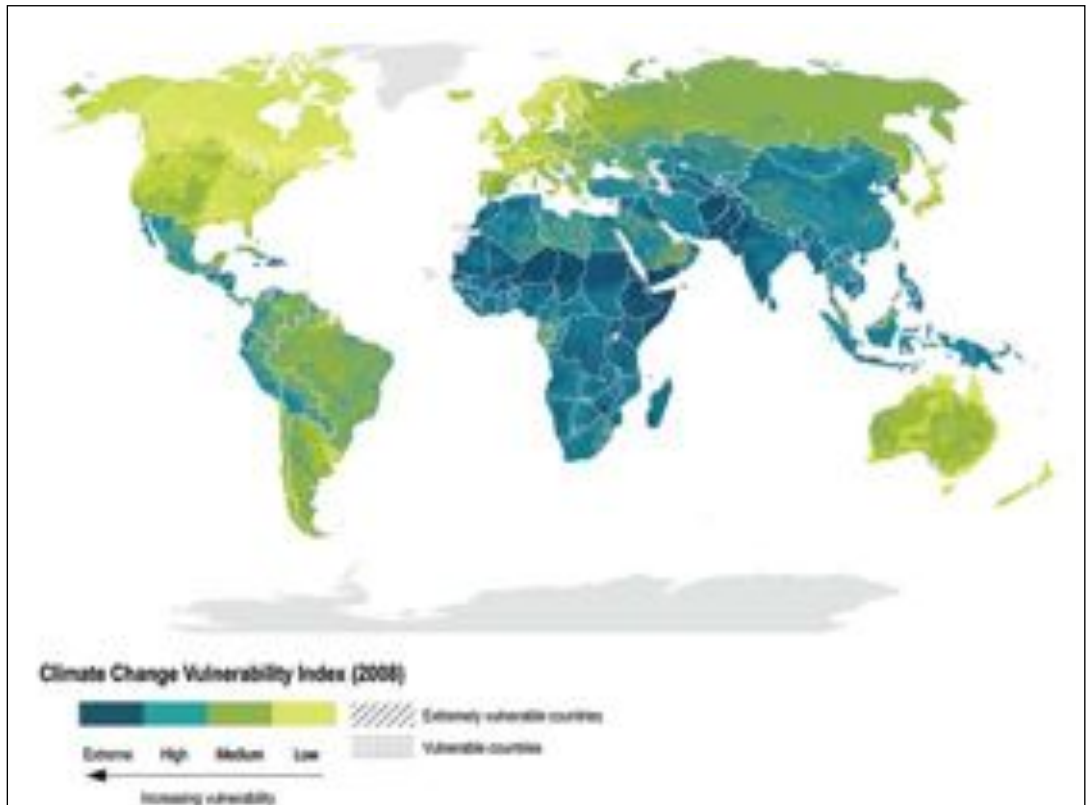 Climate Change Vulnerability Index (2008)
Extreme High Medium Low
Extremely vulnerable countries
Vulnerable countries
Increasing vulnerability